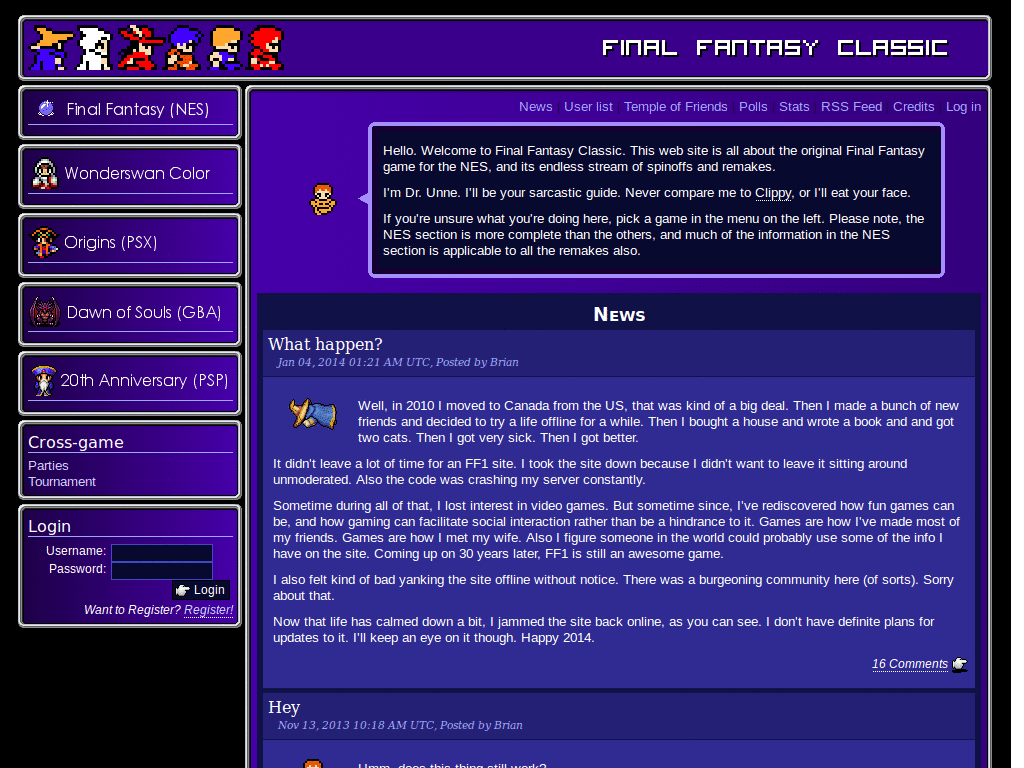 FINAL FANTASY CLASSIC
Final Fantasy (NES)
Wonderswan Color
Origins (PSX)
Dawn of Souls (GBA)
20th Anniversary (PSP)
Cross-game
Parties
Tournament
Login
Username:
Password:
Login
Want to Register? Register!
News | User list | Temple of Friends | Polls | Stats | RSS Feed | Credits | Log in
Hello. Welcome to Final Fantasy Classic. This web site is all about the original Final Fantasy
game for the NES, and its endless stream of spinoffs and remakes.
I'm Dr. Unne. I'll be your sarcastic guide. Never compare me to Clippy, or I'll eat your face.
If you're unsure what you're doing here, pick a game in the menu on the left. Please note, the
NES section is more complete than the others, and much of the information in the NES
section is applicable to all the remakes also.
News
What happen?
Jan 04, 2014 01:21 AM UTC, Posted by Brian
Well, in 2010 I moved to Canada from the US, that was kind of a big deal. Then I made a bunch of new
friends and decided to try a life offline for a while. Then I bought a house and wrote a book and and got
two cats. Then I got very sick. Then I got better.
It didn't leave a lot of time for an FF1 site. I took the site down because I didn't want to leave it sitting around
unmoderated. Also the code was crashing my server constantly.
Sometime during all of that, I lost interest in video games. But sometime since, I've rediscovered how fun games can
be, and how gaming can facilitate social interaction rather than be a hindrance to it. Games are how I've made most of
my friends. Games are how I met my wife. Also I figure someone in the world could probably use some of the info I
have on the site. Coming up on 30 years later, FF1 is still an awesome game.
I also felt kind of bad yanking the site offline without notice. There was a burgeoning community here (of sorts). Sorry
about that.
Now that life has calmed down a bit, I jammed the site back online, as you can see. I don't have definite plans for
updates to it. I'll keep an eye on it though. Happy 2014.
16 Comments
Hey
Nov 13, 2013 10:18 AM UTC, Posted by Brian
Umm, does this thing still work?